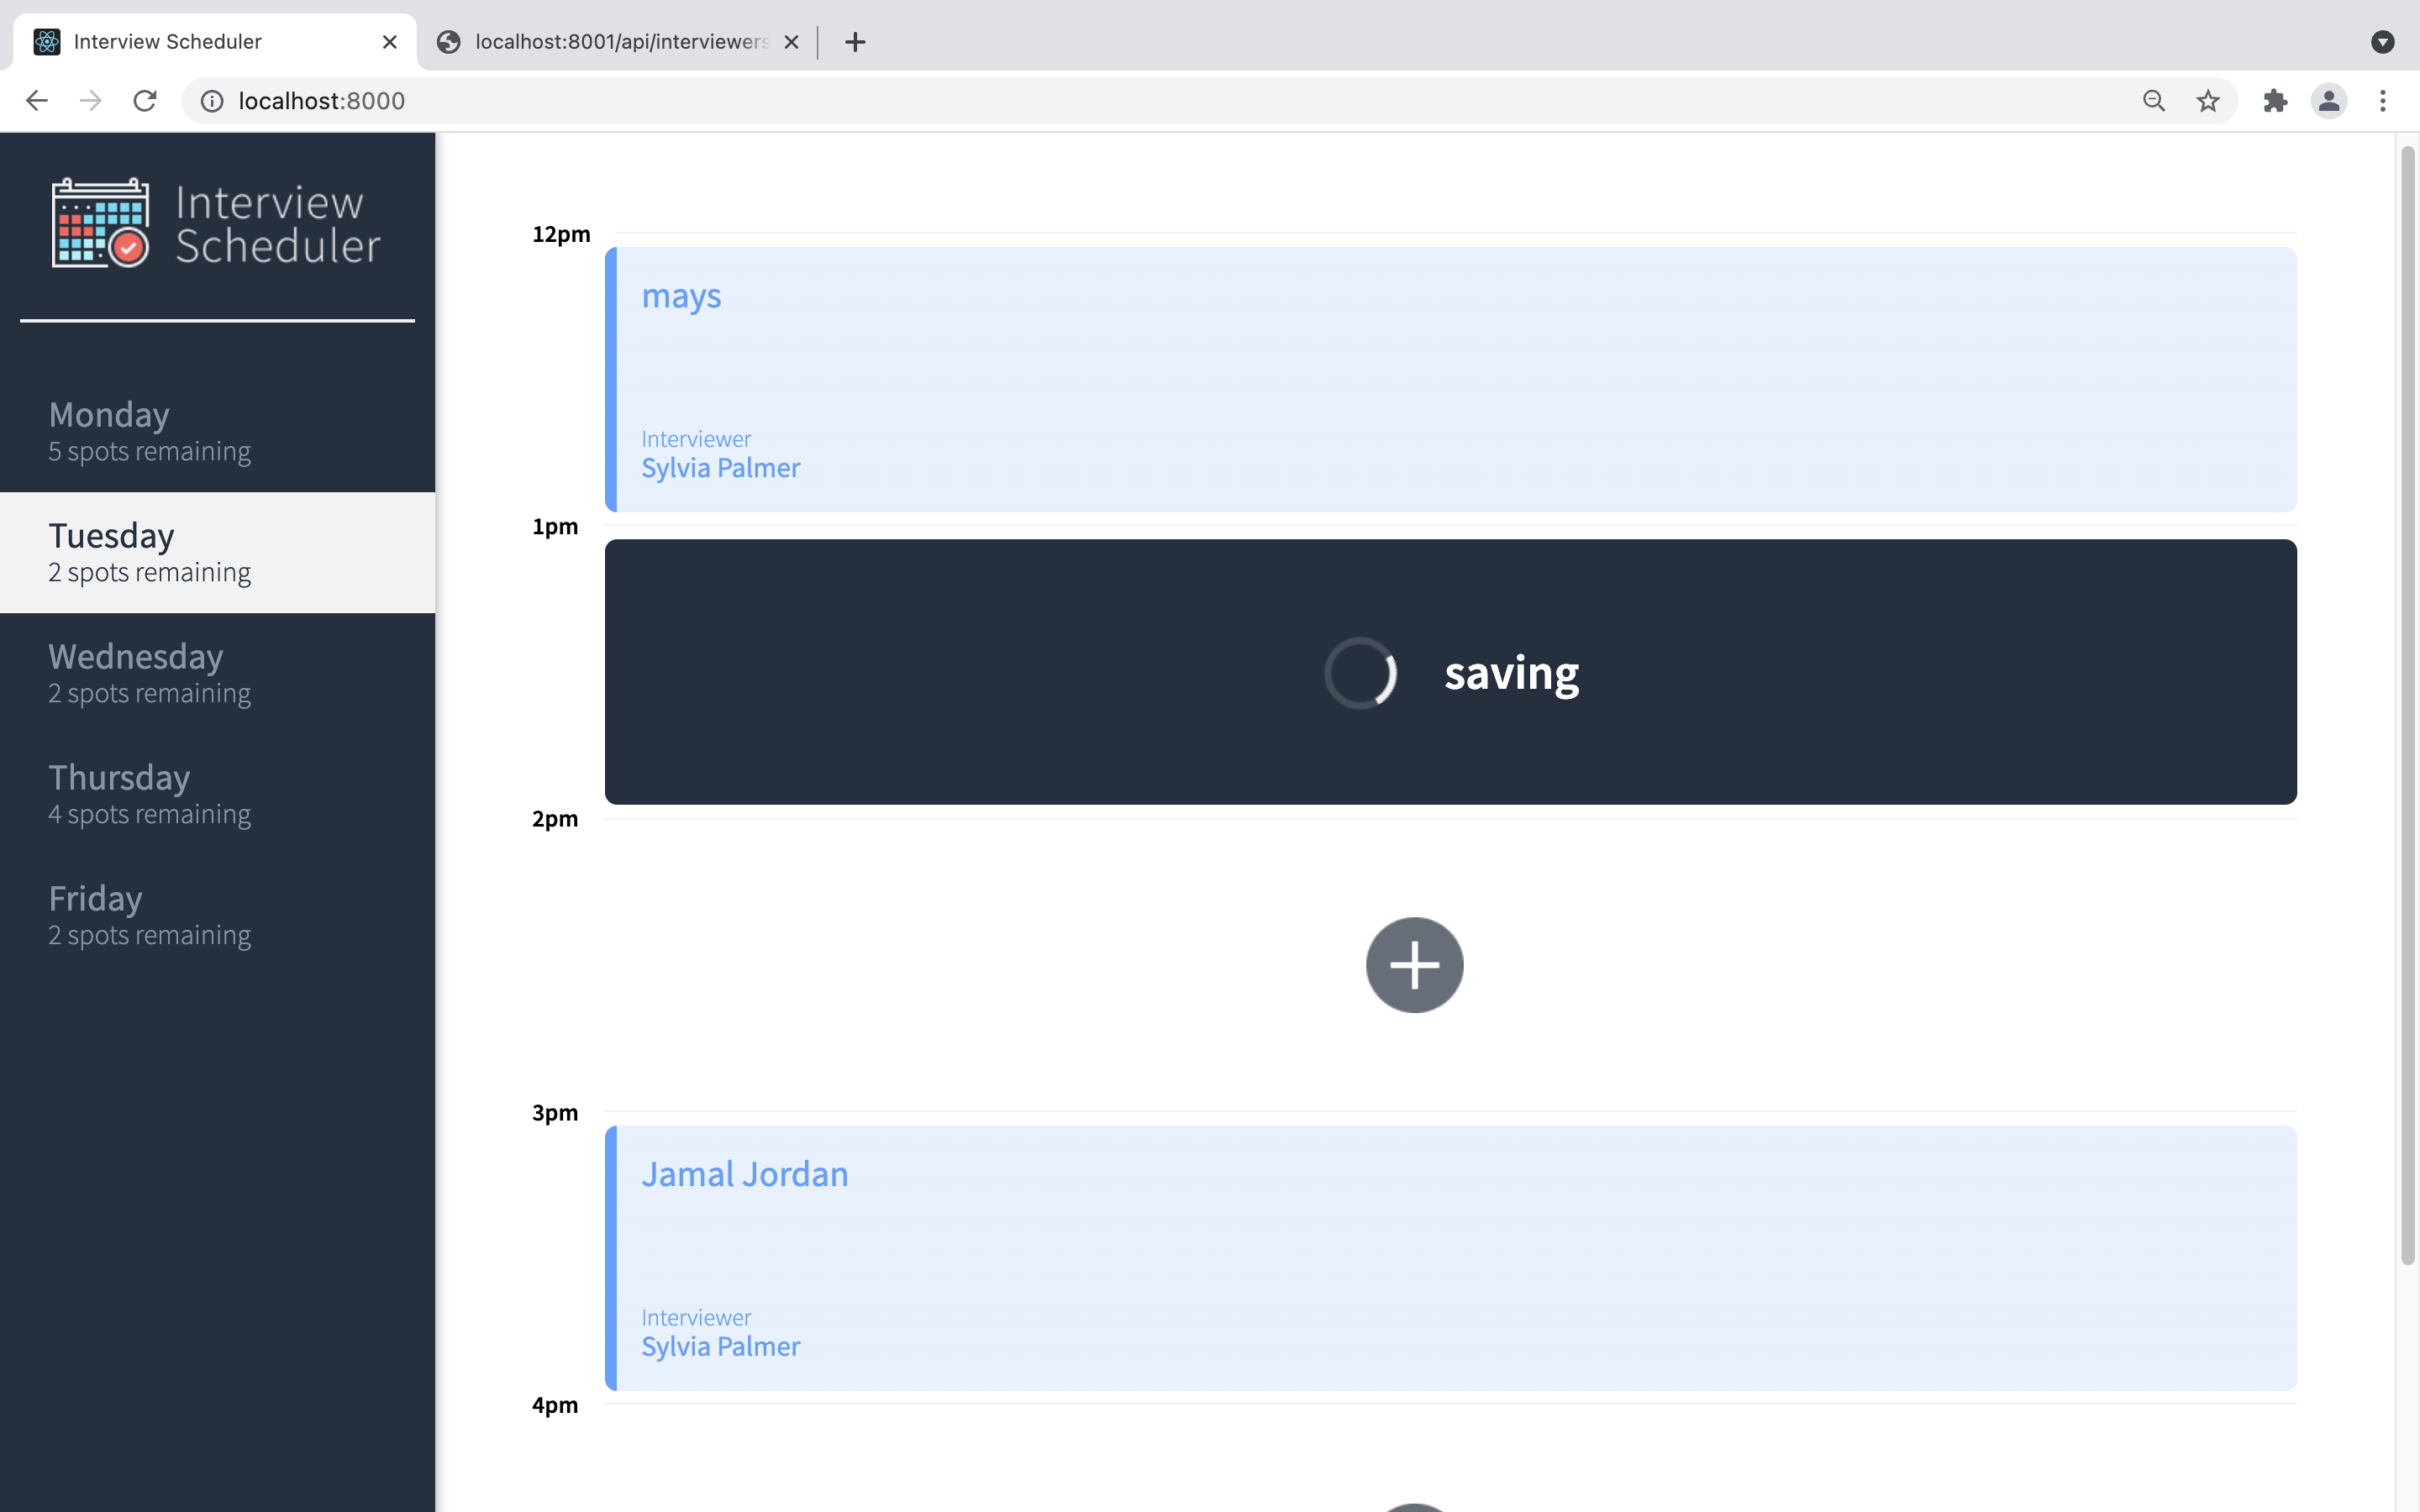 Interview Scheduler
localhost:8001/api/interviewers
localhost:8000
Interview
Scheduler
Monday
5 spots remaining
Tuesday
2 spots remaining
Wednesday
2 spots remaining
Thursday
4 spots remaining
Friday
2 spots remaining
12pm
mays
Interviewer
Sylvia Palmer
1pm
saving
2pm
3pm
Jamal Jordan
Interviewer
Sylvia Palmer
4pm